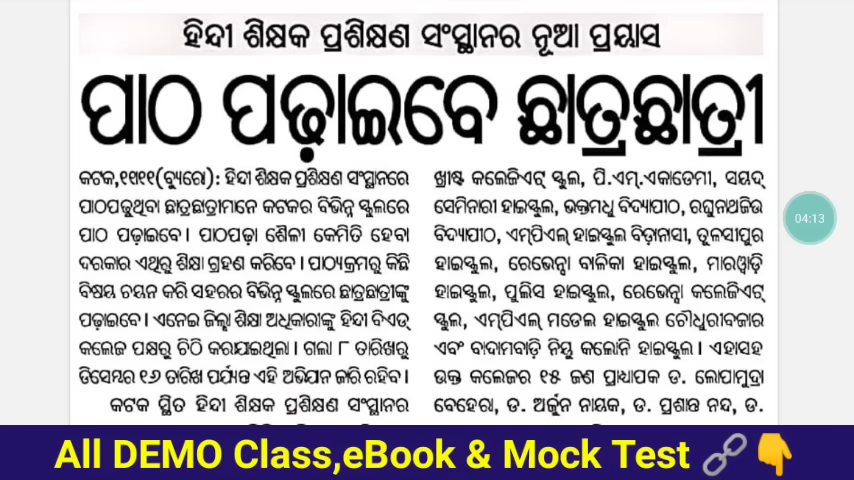 ହିନ୍ଦୀ ଶିକ୍ଷକ ପ୍ରଶିକ୍ଷଣ ସଂସ୍ଥାନର ନୂଆ ପ୍ରୟାସ
ପାଠ ପଢ଼ାଇବେ ଛାତ୍ରଛାତ୍ରୀ
କଟକ,୧୧ା୧୧(ବ୍ୟୁରୋ): ହିନ୍ଦୀ ଶିକ୍ଷକ ପ୍ରଶିକ୍ଷଣ ସଂସ୍ଥାନରେ
ପାଠପଢୁଥିବା ଛାତ୍ରଛାତ୍ରୀମାନେ କଟକର ବିଭିନ୍ନ ସ୍କୁଲରେ
ପାଠ ପଢ଼ାଇବେ। ପାଠପଢ଼ା ଶୈଳୀ କେମିତି ହେବା
ଦରକାର ଏଥିରୁ ଶିକ୍ଷା ଗ୍ରହଣ କରିବେ । ପାଠ୍ୟକ୍ରମରୁ କିଛି
ବିଷୟ ଚୟନ କରି ସହରର ବିଭିନ୍ନ ସ୍କୁଲରେ ଛାତ୍ରଛାତ୍ରୀଙ୍କୁ
ପଢ଼ାଇବେ । ଏନେଇ ଜିଲ୍ଲା ଶିକ୍ଷା ଅଧିକାରୀଙ୍କୁ ହିନ୍ଦୀ ବିଏଡ୍
କଲେଜ ପକ୍ଷରୁ ଚିଠି କରାଯାଇଥିଲା । ଗଲା ୮ ତାରିଖରୁ
ଡିସେମ୍ବର ୧୬ ତାରିଖ ପର୍ଯ୍ୟନ୍ତ ଏହି ଅଭିଯାନ ଜାରି ରହିବ ।
କଟକ ସ୍ଥିତ ହିନ୍ଦୀ ଶିକ୍ଷକ ପ୍ରଶିକ୍ଷଣ ସଂସ୍ଥାନର
ଖ୍ରୀଷ୍ଟ କଲେଜିଏଟ୍ ସ୍କୁଲ, ପି.ଏମ୍.ଏକାଡେମୀ, ସୟଦ୍
ସେମିନାରୀ ହାଇସ୍କୁଲ, ଭକ୍ତମଧୁ ବିଦ୍ୟାପୀଠ, ରଘୁନାଥଜିଉ
ବିଦ୍ୟାପୀଠ, ଏମ୍‌ପିଏଲ୍ ହାଇସ୍କୁଲ ବିଡ଼ାନାସୀ, ତୁଳସୀପୁର
ହାଇସ୍କୁଲ, ରେଭେନ୍ସା ବାଳିକା ହାଇସ୍କୁଲ, ମାରୱାଡ଼ି
ହାଇସ୍କୁଲ, ପୁଲିସ ହାଇସ୍କୁଲ, ରେଭେନ୍ସା କଲେଜିଏଟ୍
ସ୍କୁଲ, ଏମ୍‌ପିଏଲ୍ ମଡେଲ ହାଇସ୍କୁଲ ଚୌଧୁରୀବଜାର
ଏବଂ ବାଦାମବାଡ଼ି ନିୟୁ କଲୋନି ହାଇସ୍କୁଲ । ଏହାସହ
ଉକ୍ତ କଲେଜର ୧୫ ଜଣ ପ୍ରାଧ୍ୟାପକ ଡ. ଲୋପାମୁଦ୍ରା
ବେହେରା, ଡ. ଅର୍ଜୁନ ନାୟକ, ଡ. ପ୍ରଶାନ୍ତ ନନ୍ଦ, ଡ.
04:13
All DEMO Class,eBook & Mock Test 🔗👇